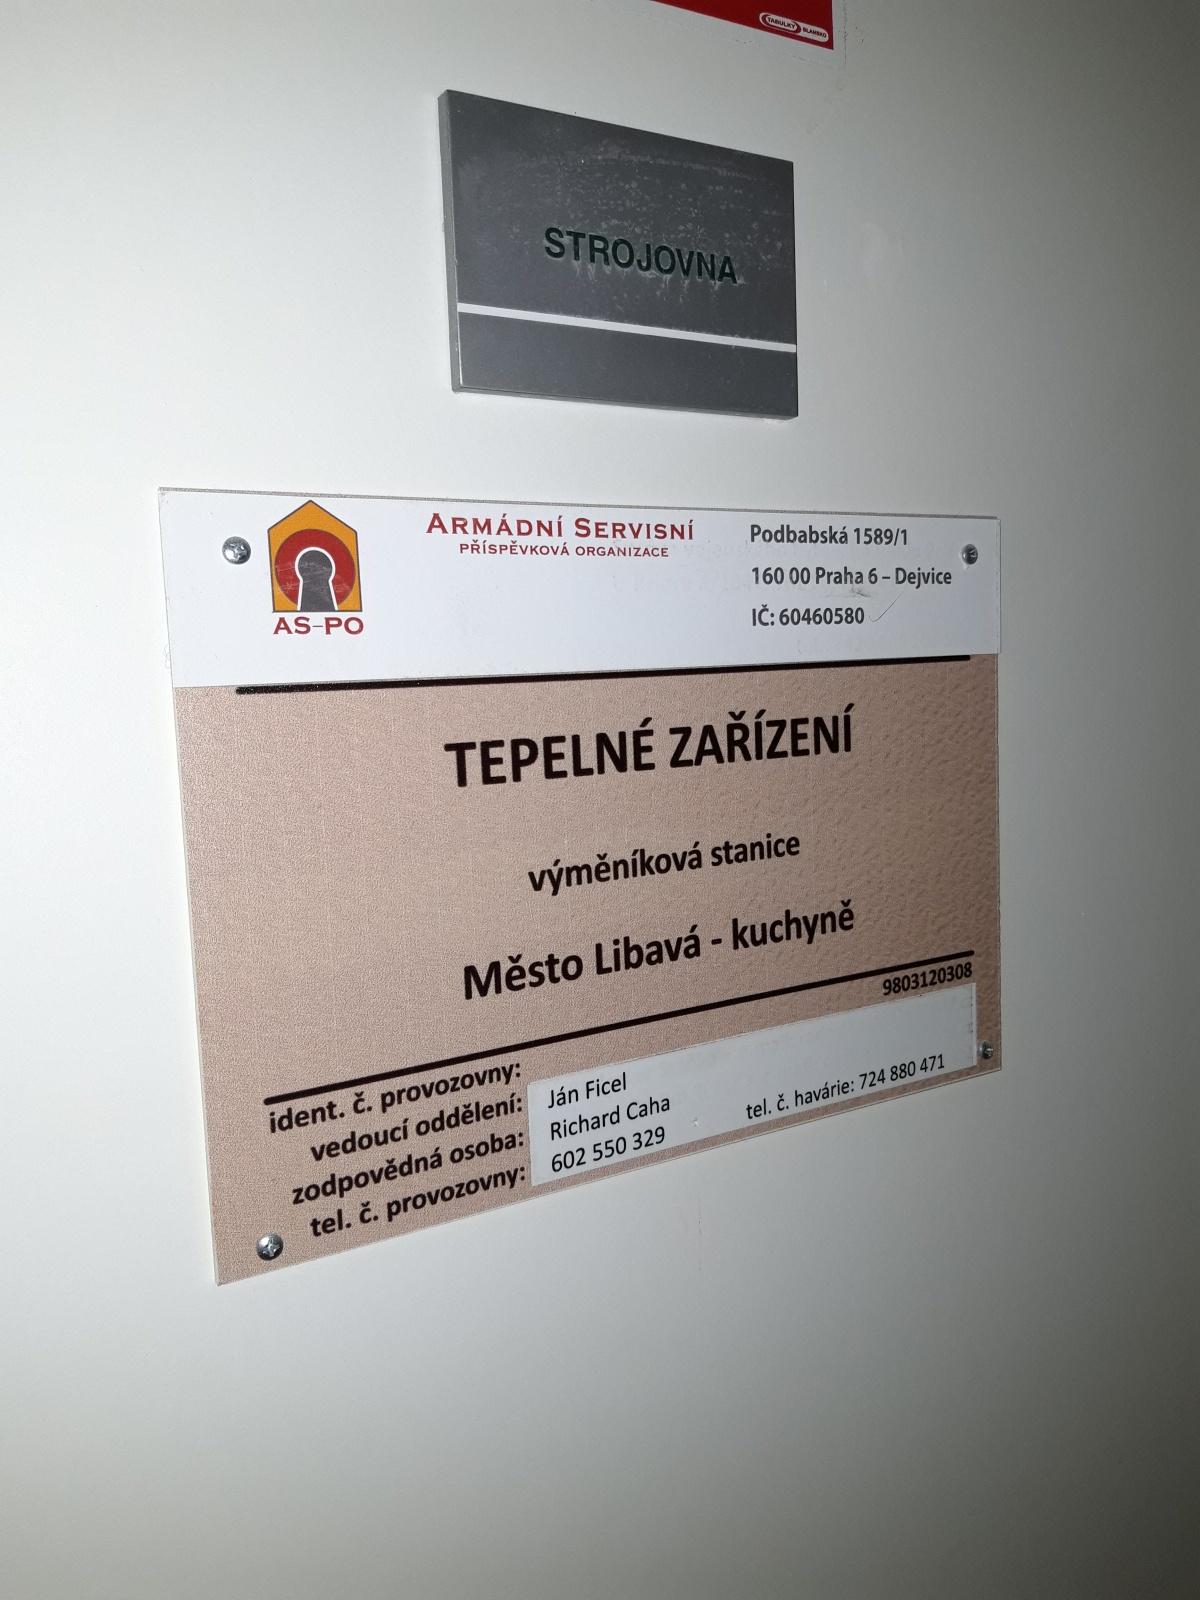 TABULKY BLANSKO
STROJOVNA
ARMÁDNÍ SERVISNÍ
PŘÍSPĚVKOVÁ ORGANIZACE
AS-PO
Podbabská 1589/1
160 00 Praha 6 – Dejvice
IČ: 60460580
TEPELNÉ ZAŘÍZENÍ
výměníková stanice
Město Libavá - kuchyně
ident. č. provozovny: 9803120308
vedoucí oddělení: Ján Ficel
zodpovědná osoba: Richard Caha
tel. č. provozovny: 602 550 329 tel. č. havárie: 724 880 471